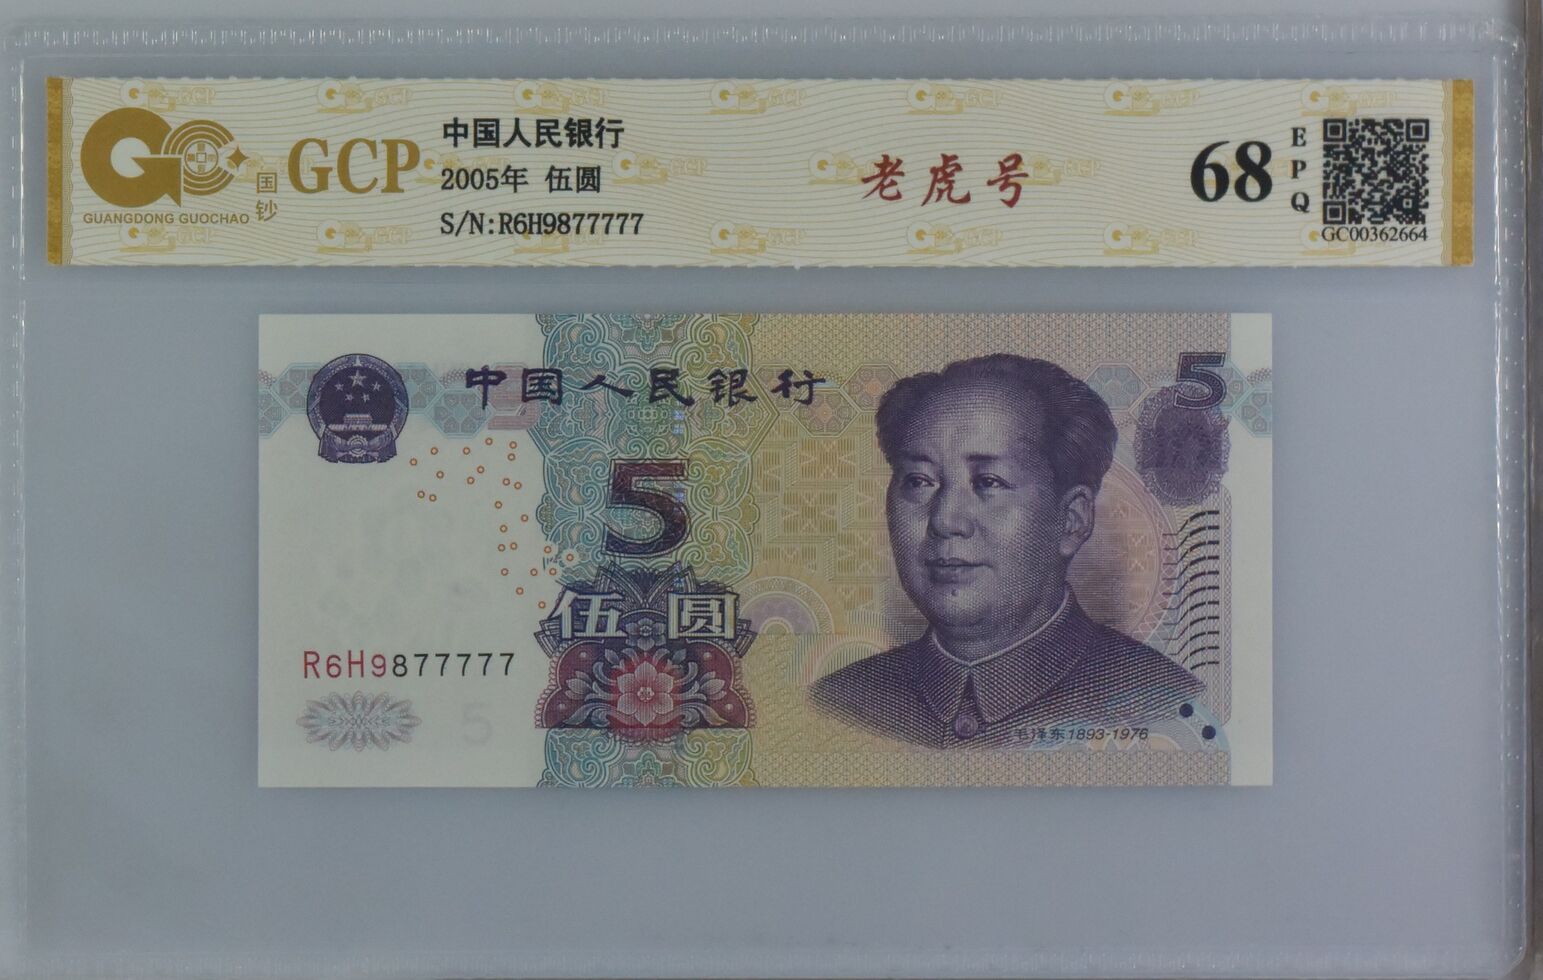 GCP
国钞
GUANGDONG GUOCHAO
中国人民银行
2005年 伍圆
S/N:R6H9877777
老虎号
68
EPQ
GC00362664
中国人民银行
5
5
伍圆
R6H9877777
5
毛泽东1893-1976